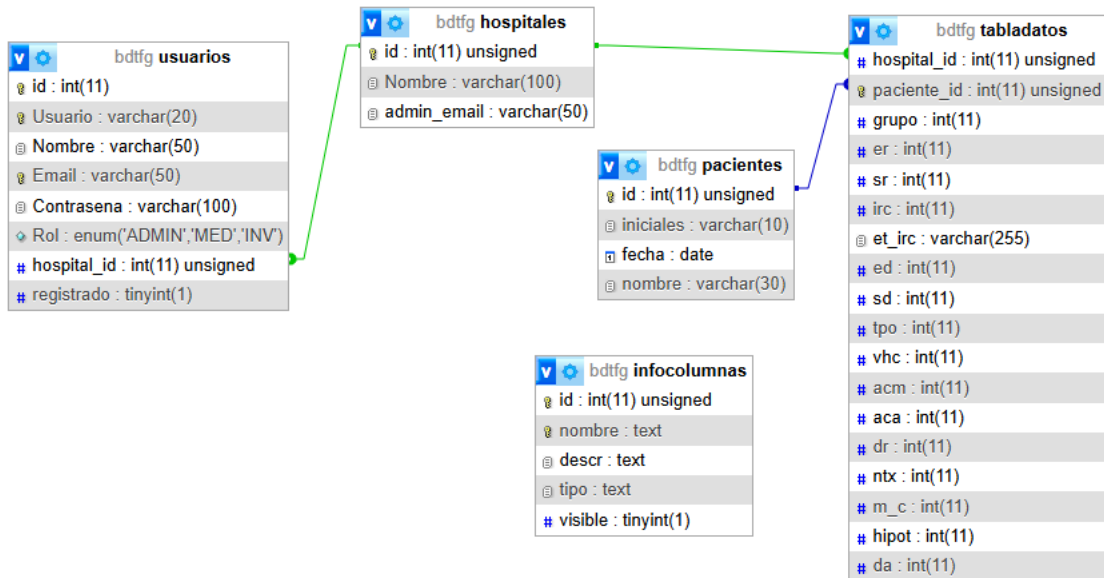 bdtfg usuarios
id : int(11)
Usuario : varchar(20)
Nombre : varchar(50)
Email : varchar(50)
Contrasena : varchar(100)
Rol : enum('ADMIN','MED','INV')
hospital_id : int(11) unsigned
registrado : tinyint(1)
bdtfg hospitales
id : int(11) unsigned
Nombre : varchar(100)
admin_email : varchar(50)
bdtfg pacientes
id : int(11) unsigned
iniciales : varchar(10)
fecha : date
nombre : varchar(30)
bdtfg infocolumnas
id : int(11) unsigned
nombre : text
descr : text
tipo : text
visible : tinyint(1)
bdtfg tabladatos
hospital_id : int(11) unsigned
paciente_id : int(11) unsigned
grupo : int(11)
er : int(11)
sr : int(11)
irc : int(11)
et_irc : varchar(255)
ed : int(11)
sd : int(11)
tpo : int(11)
vhc : int(11)
acm : int(11)
aca : int(11)
dr : int(11)
ntx : int(11)
m_c : int(11)
hipot : int(11)
da : int(11)